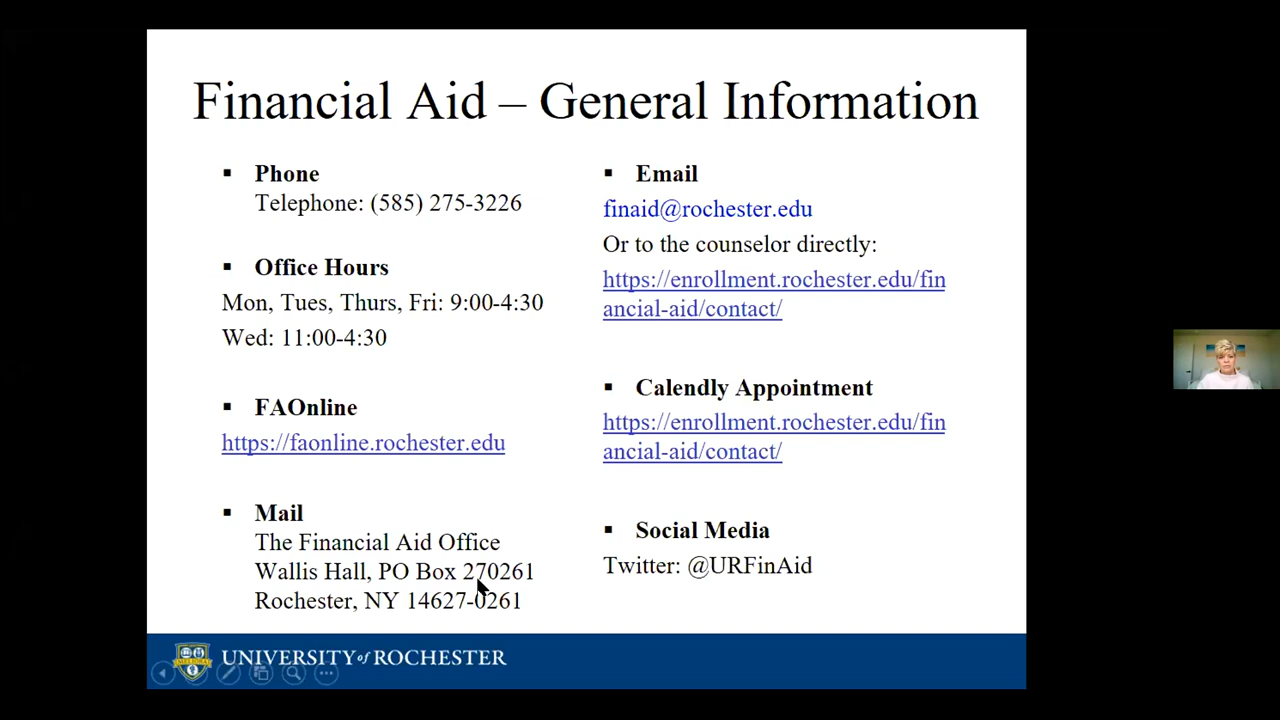 Financial Aid – General Information
▪ Phone
Telephone: (585) 275-3226
▪ Office Hours
Mon, Tues, Thurs, Fri: 9:00-4:30
Wed: 11:00-4:30
▪ FAOnline
https://faonline.rochester.edu
▪ Mail
The Financial Aid Office
Wallis Hall, PO Box 270261
Rochester, NY 14627-0261
▪ Email
finaid@rochester.edu
Or to the counselor directly:
https://enrollment.rochester.edu/fin
ancial-aid/contact/
▪ Calendly Appointment
https://enrollment.rochester.edu/fin
ancial-aid/contact/
▪ Social Media
Twitter: @URFinAid
MELIORA
UNIVERSITY of ROCHESTER